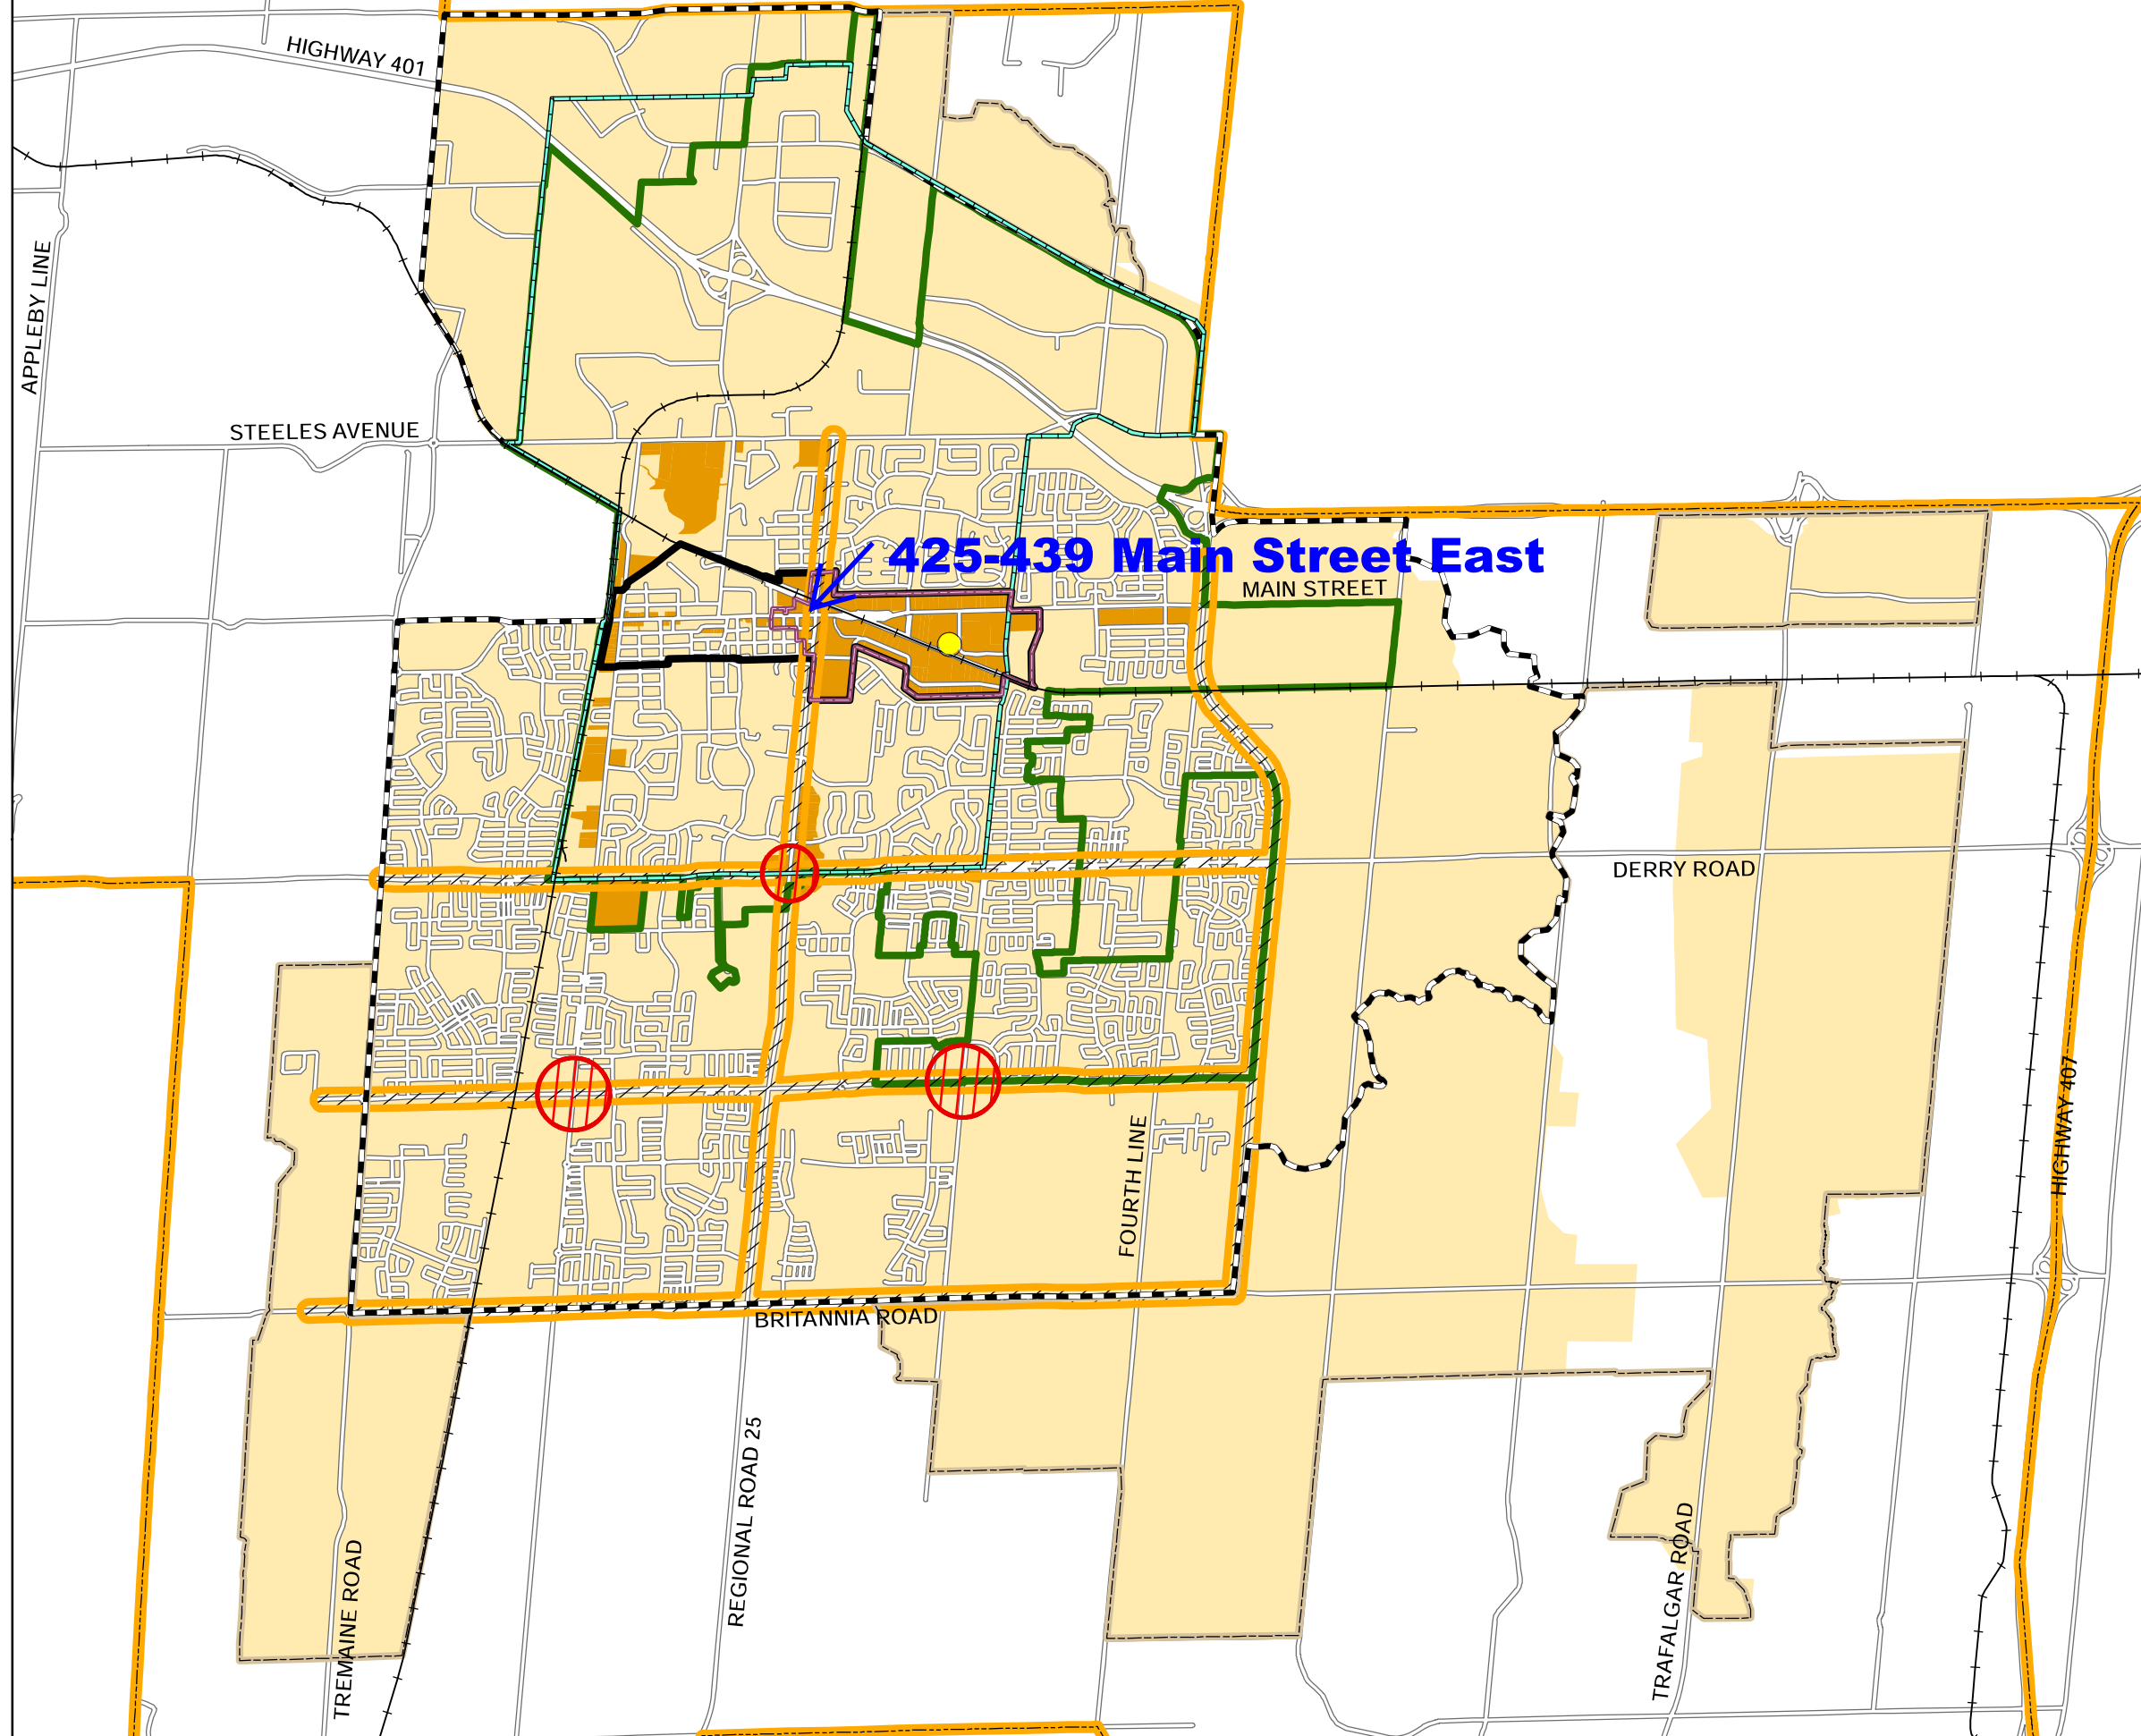 HIGHWAY 401
APPLEBY LINE
STEELES AVENUE
425-439 Main Street East
MAIN STREET
DERRY ROAD
HIGHWAY 407
FOURTH LINE
BRITANNIA ROAD
REGIONAL ROAD 25
TREMAINE ROAD
TRAFALGAR ROAD